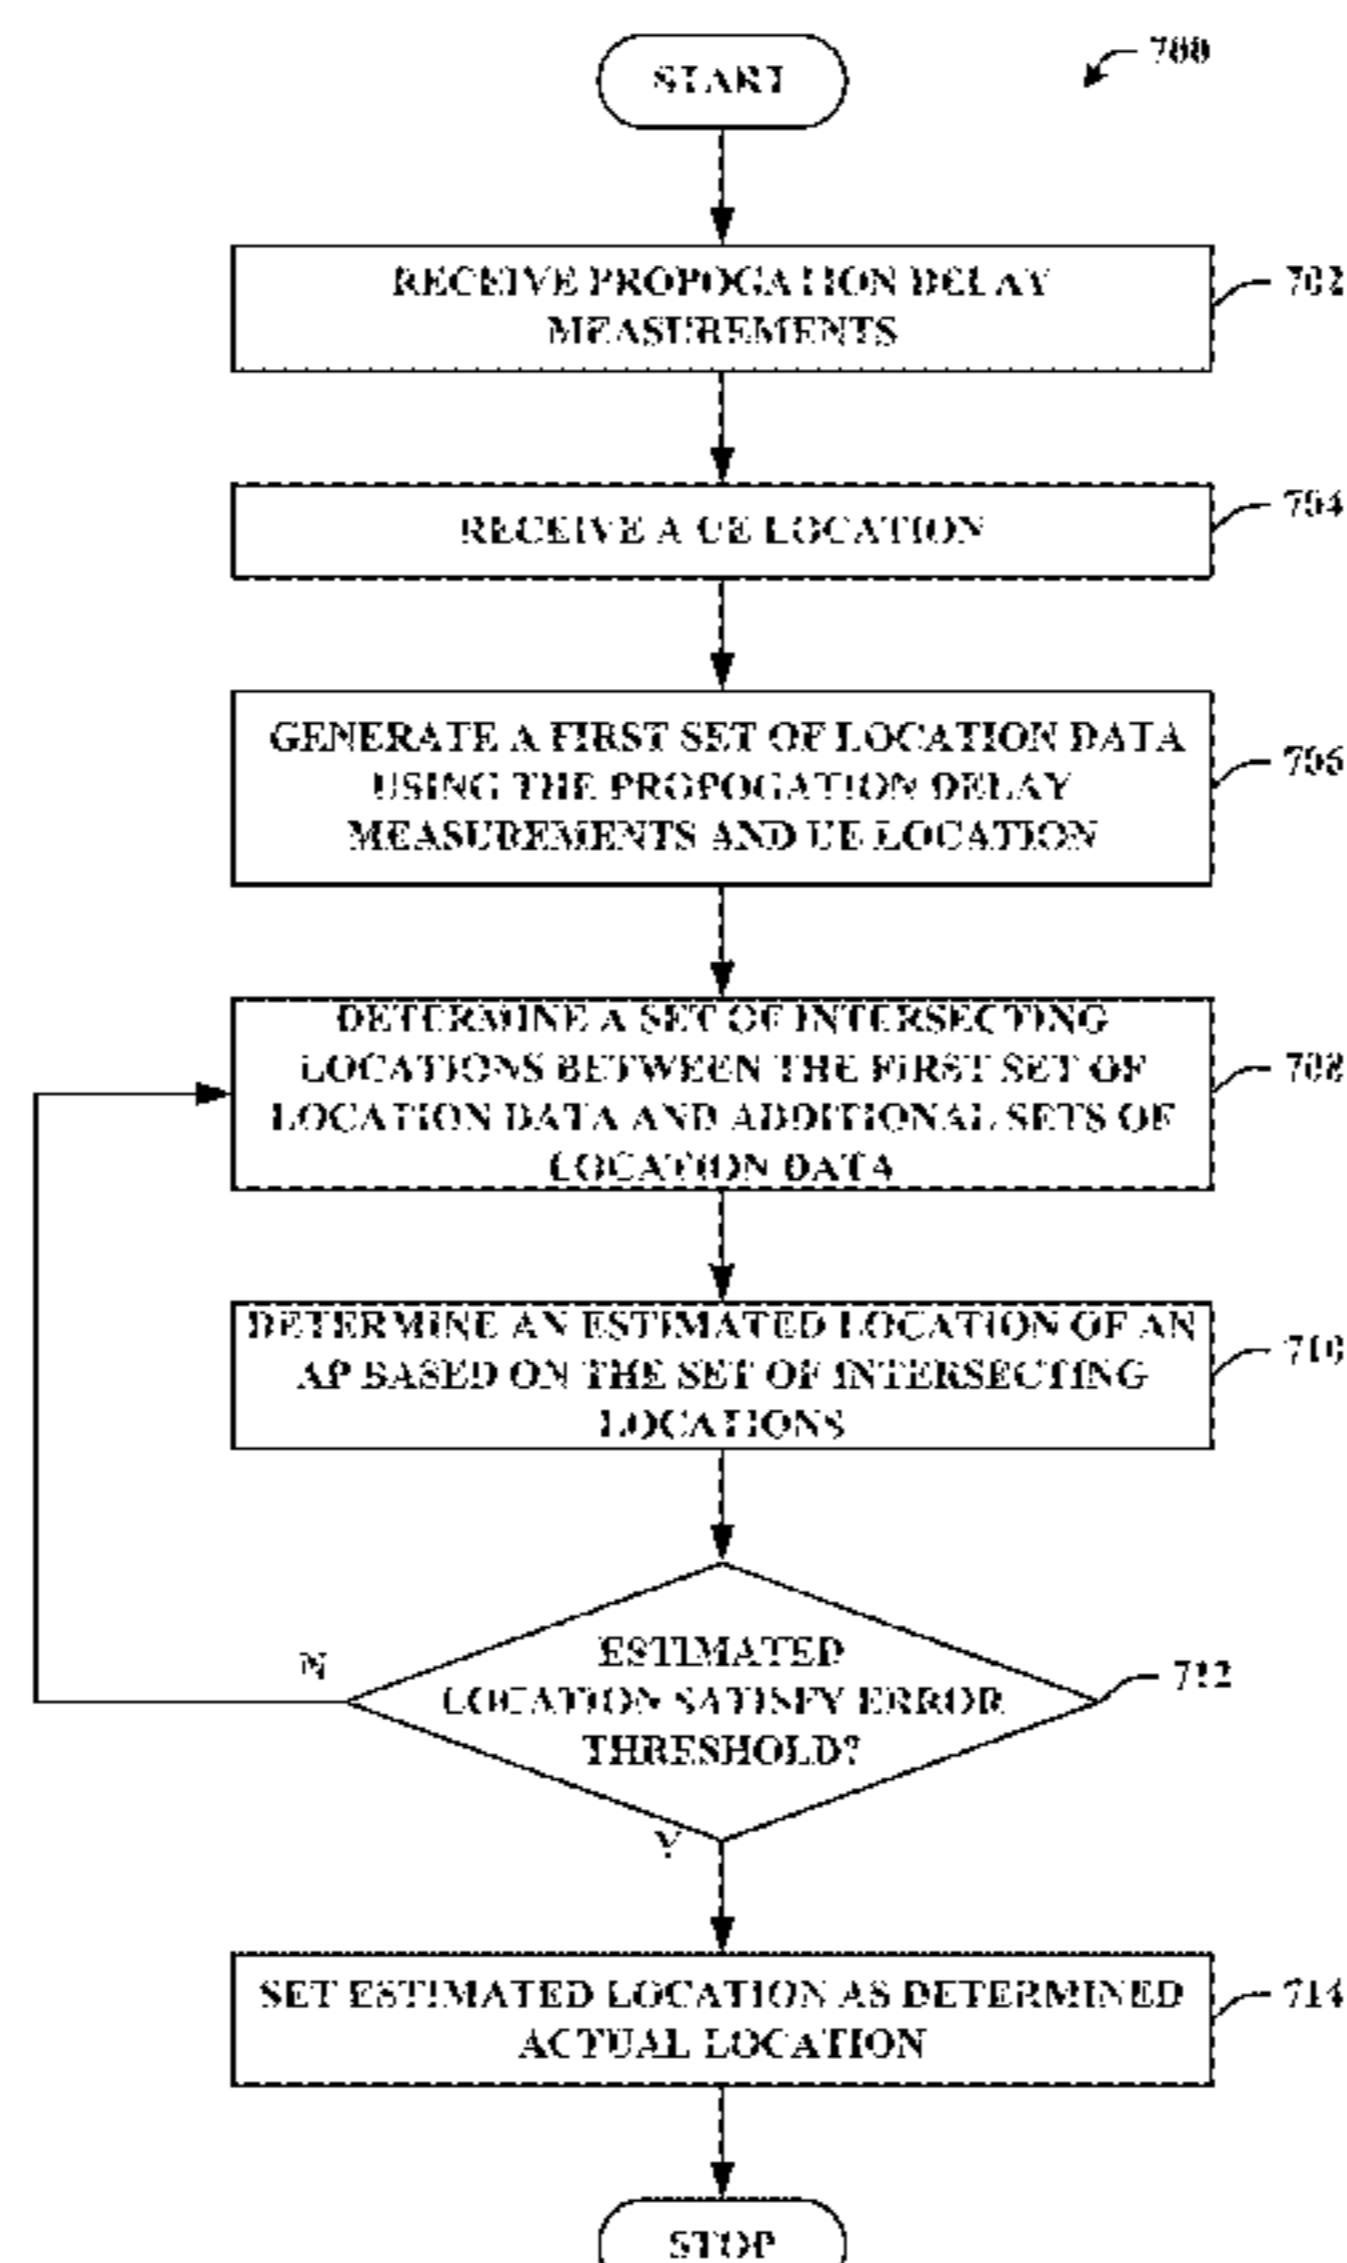 700
START
RECEIVE PROPOGATION DELAY
MEASUREMENTS
702
RECEIVE A UE LOCATION
704
GENERATE A FIRST SET OF LOCATION DATA
USING THE PROPOGATION DELAY
MEASUREMENTS AND UE LOCATION
706
DETERMINE A SET OF INTERSECTING
LOCATIONS BETWEEN THE FIRST SET OF
LOCATION DATA AND ADDITIONAL SETS OF
LOCATION DATA
708
DETERMINE AN ESTIMATED LOCATION OF AN
AP BASED ON THE SET OF INTERSECTING
LOCATIONS
710
ESTIMATED
LOCATION SATISFY ERROR
THRESHOLD?
712
N
Y
SET ESTIMATED LOCATION AS DETERMINED
ACTUAL LOCATION
714
STOP